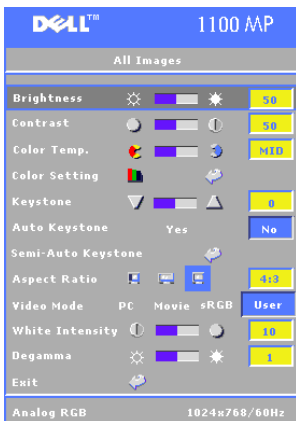 DELL™ 1100 MP
All Images
Brightness 50
Contrast 50
Color Temp. MID
Color Setting
Keystone 0
Auto Keystone Yes No
Semi-Auto Keystone
Aspect Ratio 4:3
Video Mode PC Movie sRGB User
White Intensity 10
Degamma 1
Exit
Analog RGB 1024x768/60Hz